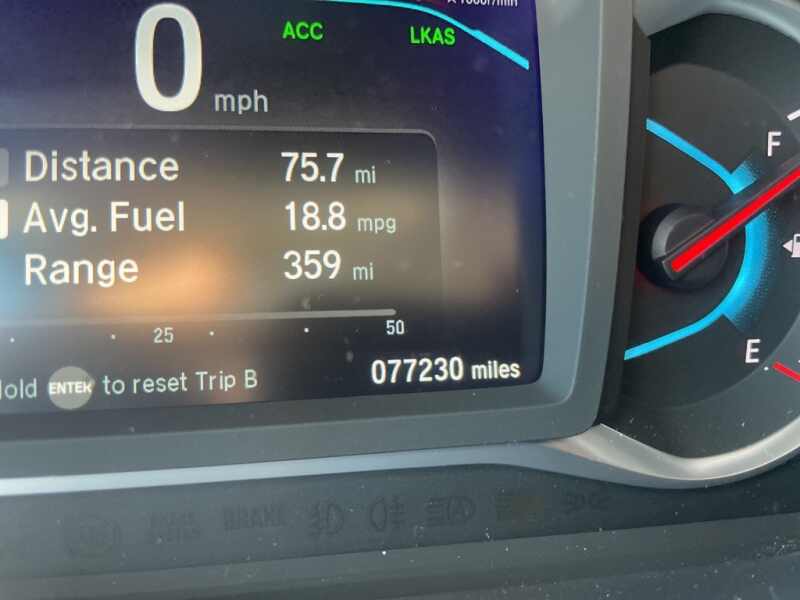 0 mph
ACC LKAS
Distance 75.7 mi
Avg. Fuel 18.8 mpg
Range 359 mi
25 50
ENTER to reset Trip B
077230 miles
F
E
BRAKE